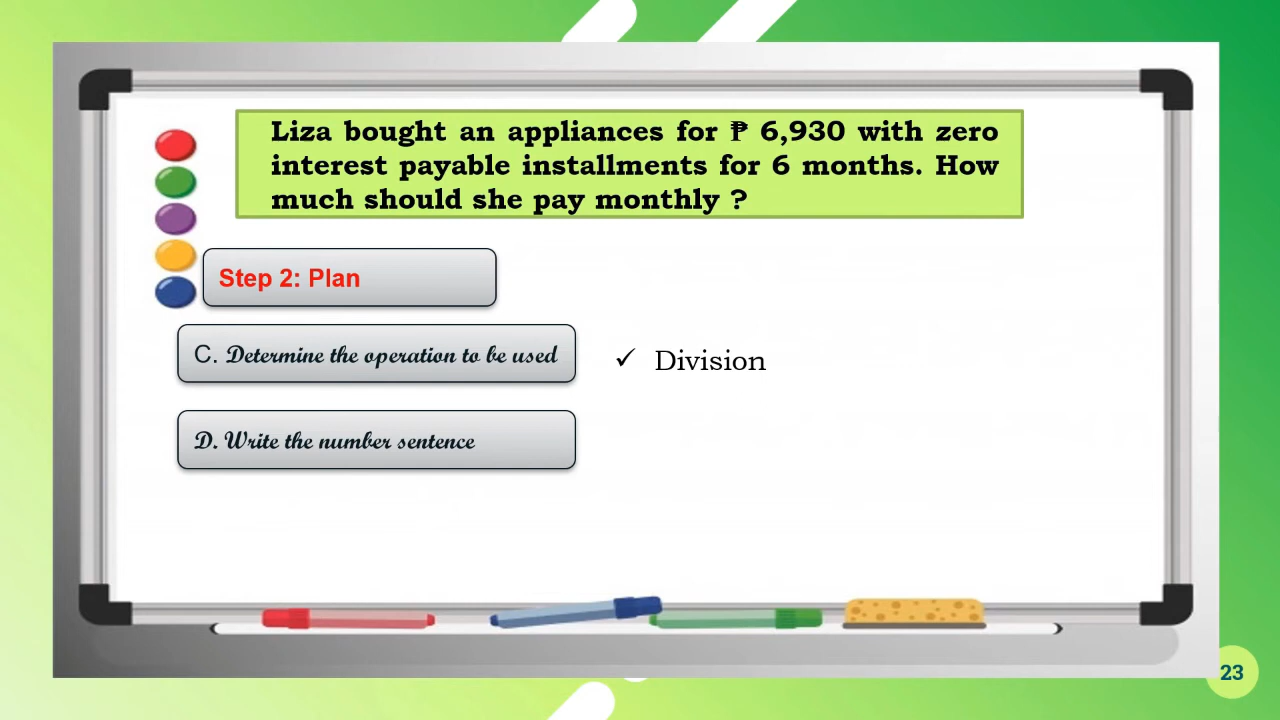 Liza bought an appliances for ₱ 6,930 with zero
interest payable installments for 6 months. How
much should she pay monthly ?
Step 2: Plan
C. Determine the operation to be used
✓ Division
D. Write the number sentence
23